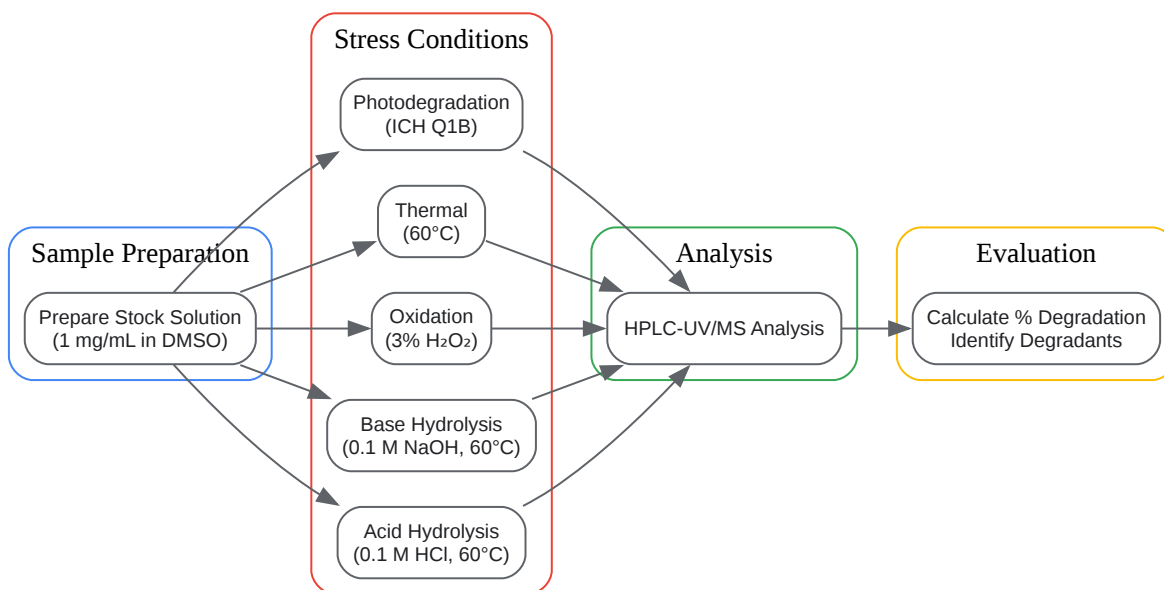 Sample Preparation
Prepare Stock Solution
(1 mg/mL in DMSO)
Stress Conditions
Photodegradation
(ICH Q1B)
Thermal
(60°C)
Oxidation
(3% H₂O₂)
Base Hydrolysis
(0.1 M NaOH, 60°C)
Acid Hydrolysis
(0.1 M HCl, 60°C)
Analysis
HPLC-UV/MS Analysis
Evaluation
Calculate % Degradation
Identify Degradants